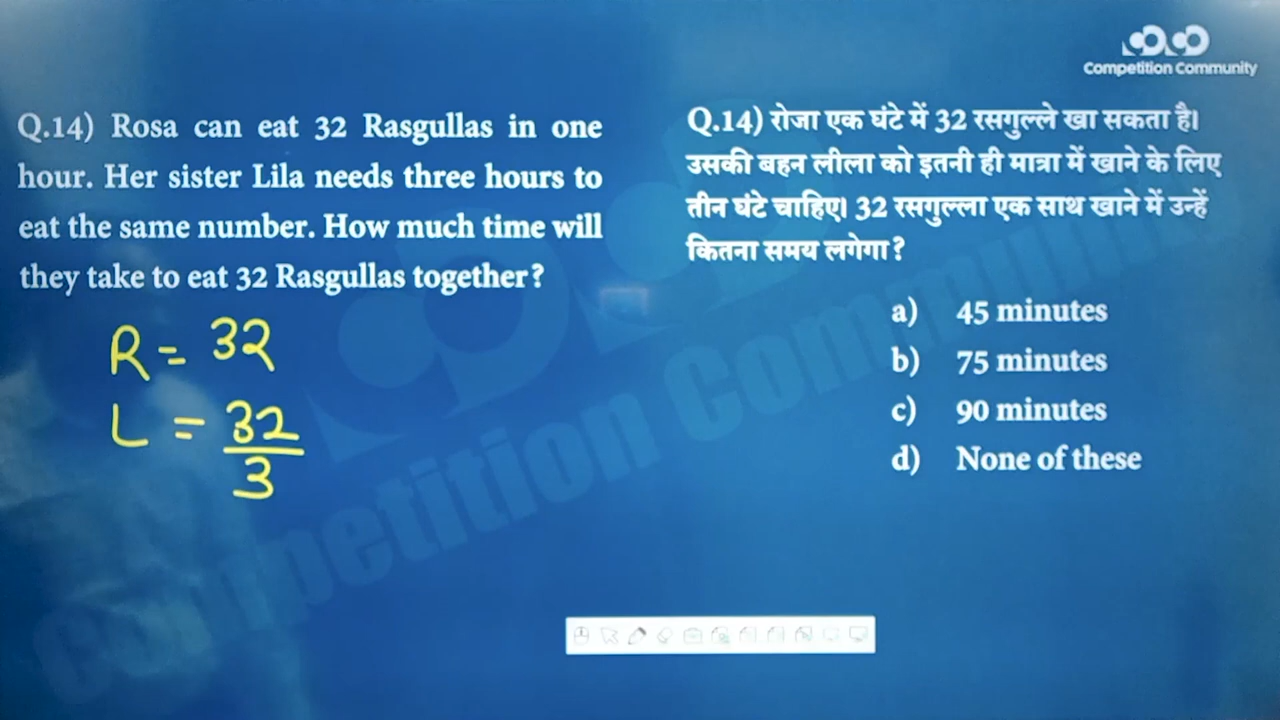 Competition Community
Q.14) Rosa can eat 32 Rasgullas in one
hour. Her sister Lila needs three hours to
eat the same number. How much time will
they take to eat 32 Rasgullas together?
R = 32
L = 32
3
Q.14) रोजा एक घंटे में 32 रसगुल्ले खा सकता है।
उसकी बहन लीला को इतनी ही मात्रा में खाने के लिए
तीन घंटे चाहिए। 32 रसगुल्ला एक साथ खाने में उन्हें
कितना समय लगेगा?
a) 45 minutes
b) 75 minutes
c) 90 minutes
d) None of these
Competition Community